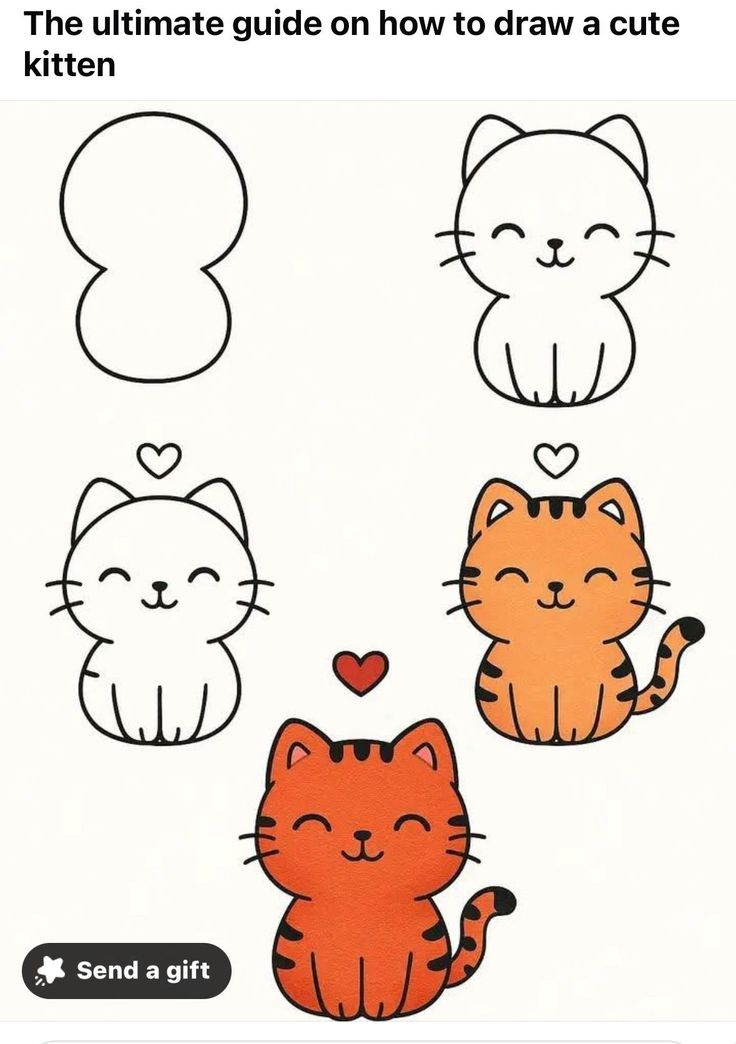 The ultimate guide on how to draw a cute
kitten
Send a gift